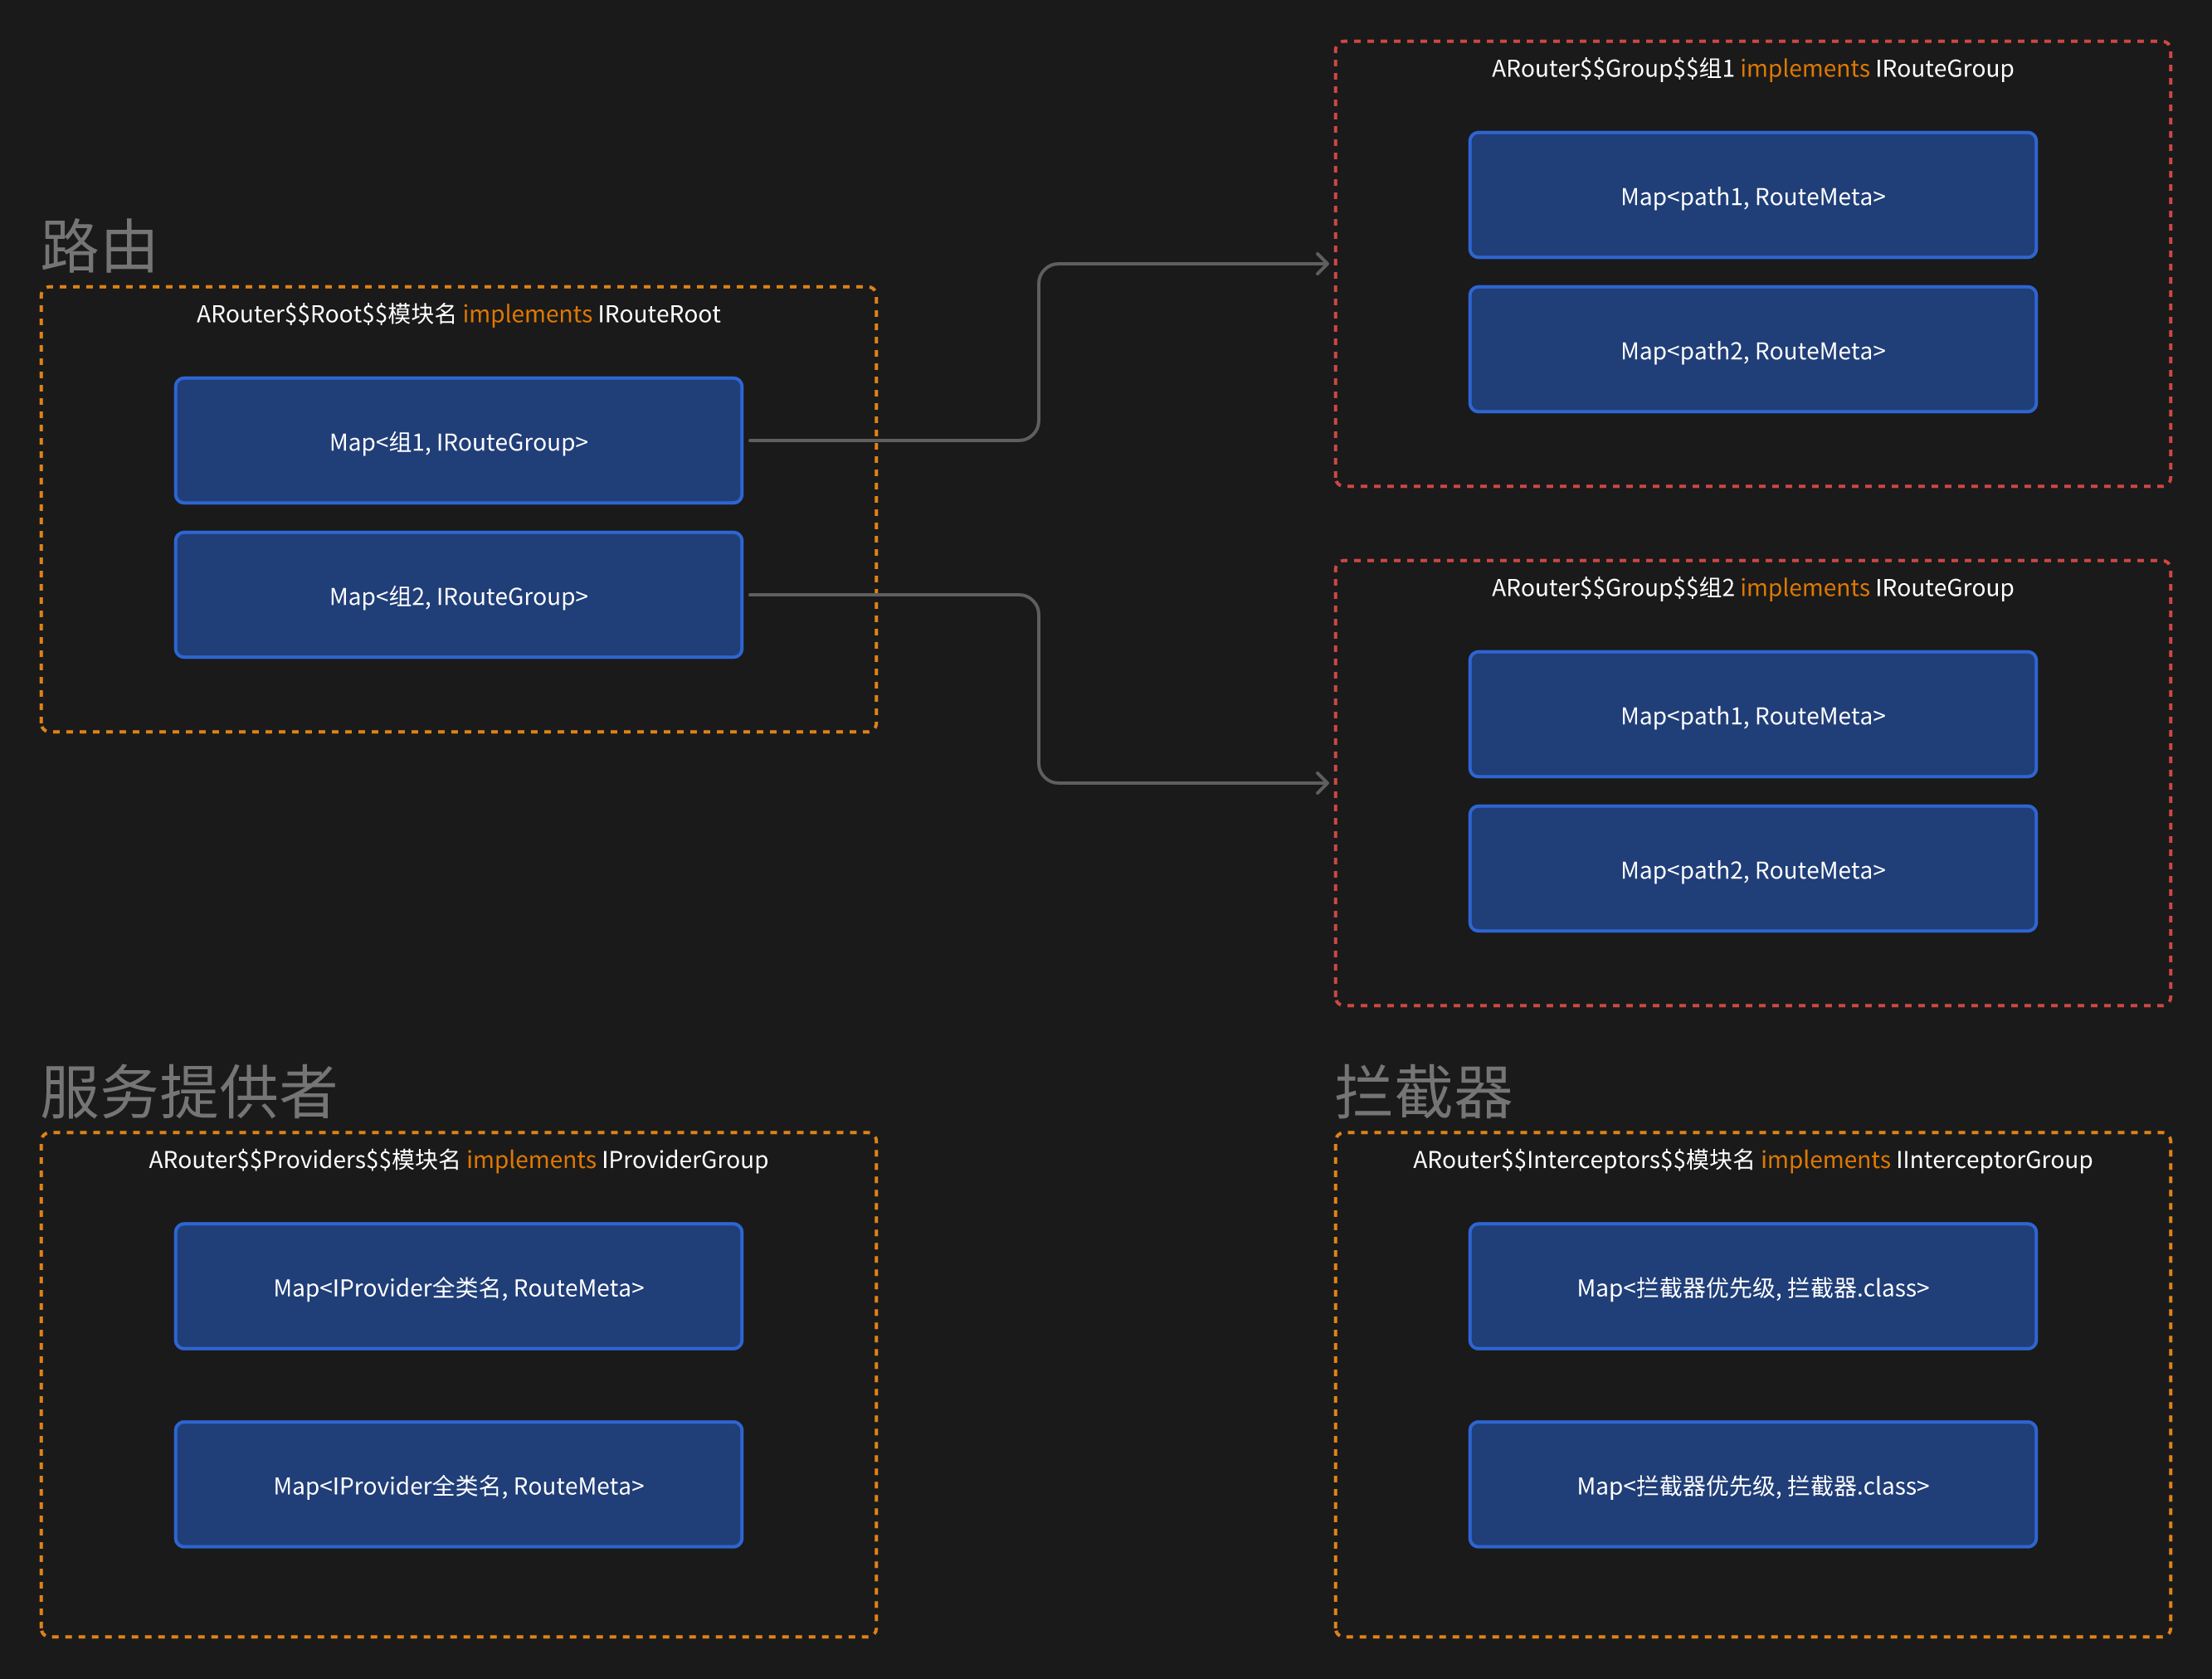 路由
ARouter$$Root$$模块名 implements IRouteRoot
Map<组1, IRouteGroup>
Map<组2, IRouteGroup>
ARouter$$Group$$组1 implements IRouteGroup
Map<path1, RouteMeta>
Map<path2, RouteMeta>
ARouter$$Group$$组2 implements IRouteGroup
Map<path1, RouteMeta>
Map<path2, RouteMeta>
服务提供者
ARouter$$Providers$$模块名 implements IProviderGroup
Map<IProvider全类名, RouteMeta>
Map<IProvider全类名, RouteMeta>
拦截器
ARouter$$Interceptors$$模块名 implements IInterceptorGroup
Map<拦截器优先级, 拦截器.class>
Map<拦截器优先级, 拦截器.class>